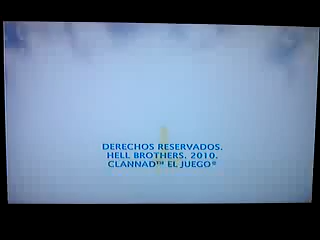 DERECHOS RESERVADOS.
HELL BROTHERS. 2010.
CLANNAD™ EL JUEGO®